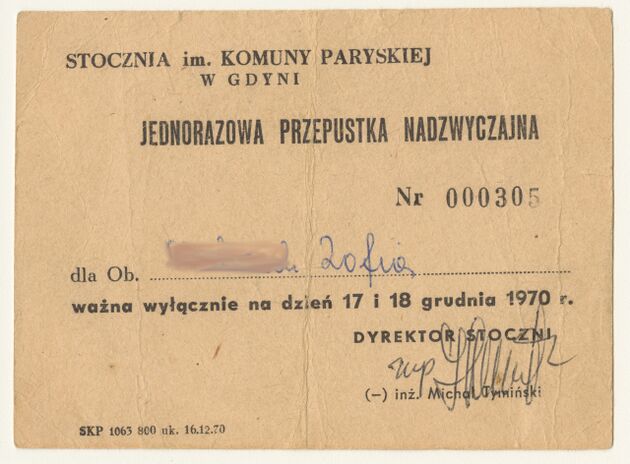 STOCZNIA im. KOMUNY PARYSKIEJ
W GDYNI
JEDNORAZOWA PRZEPUSTKA NADZWYCZAJNA
Nr 000305
dla Ob. Zofia
ważna wyłącznie na dzień 17 i 18 grudnia 1970 r.
DYREKTOR STOCZNI
(—) inż. Michał Tymiński
SKP 1063 800 uk. 16.12.70